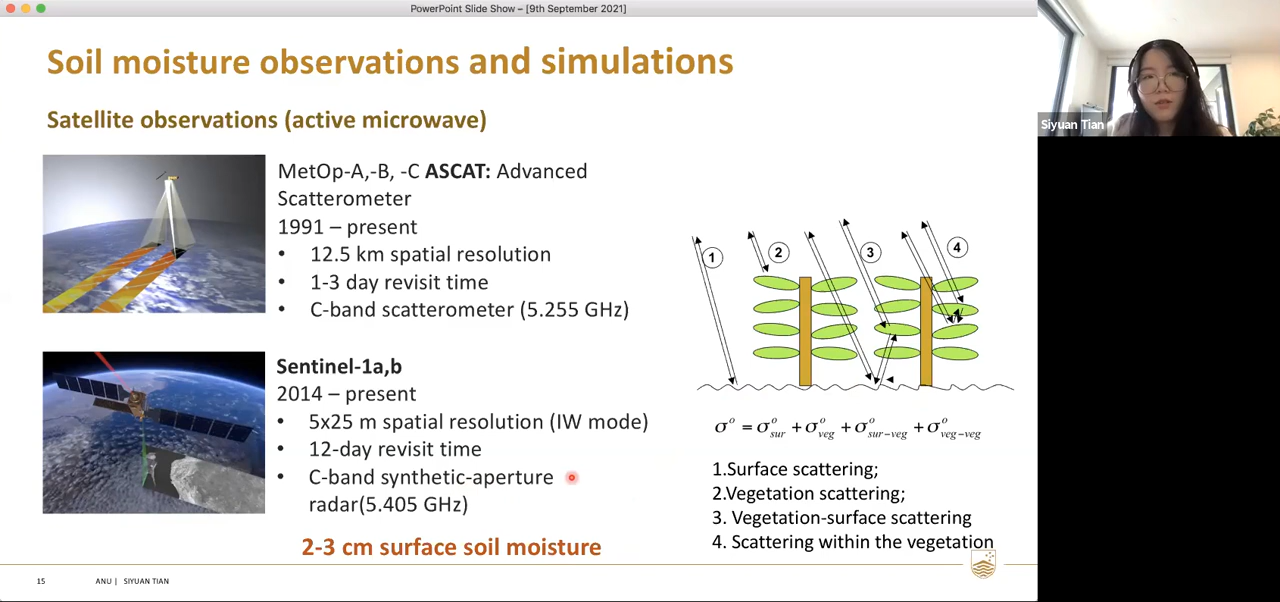 PowerPoint Slide Show – [9th September 2021]
Soil moisture observations and simulations
Satellite observations (active microwave)
MetOp-A,-B, -C ASCAT: Advanced
Scatterometer
1991 – present
• 12.5 km spatial resolution
• 1-3 day revisit time
• C-band scatterometer (5.255 GHz)
Sentinel-1a,b
2014 – present
• 5x25 m spatial resolution (IW mode)
• 12-day revisit time
• C-band synthetic-aperture
radar(5.405 GHz)
2-3 cm surface soil moisture
1
2
3
4
σ° = σ°sur + σ°veg + σ°sur−veg + σ°veg−veg
1.Surface scattering;
2.Vegetation scattering;
3. Vegetation-surface scattering
4. Scattering within the vegetation
15 ANU | SIYUAN TIAN
Siyuan Tian